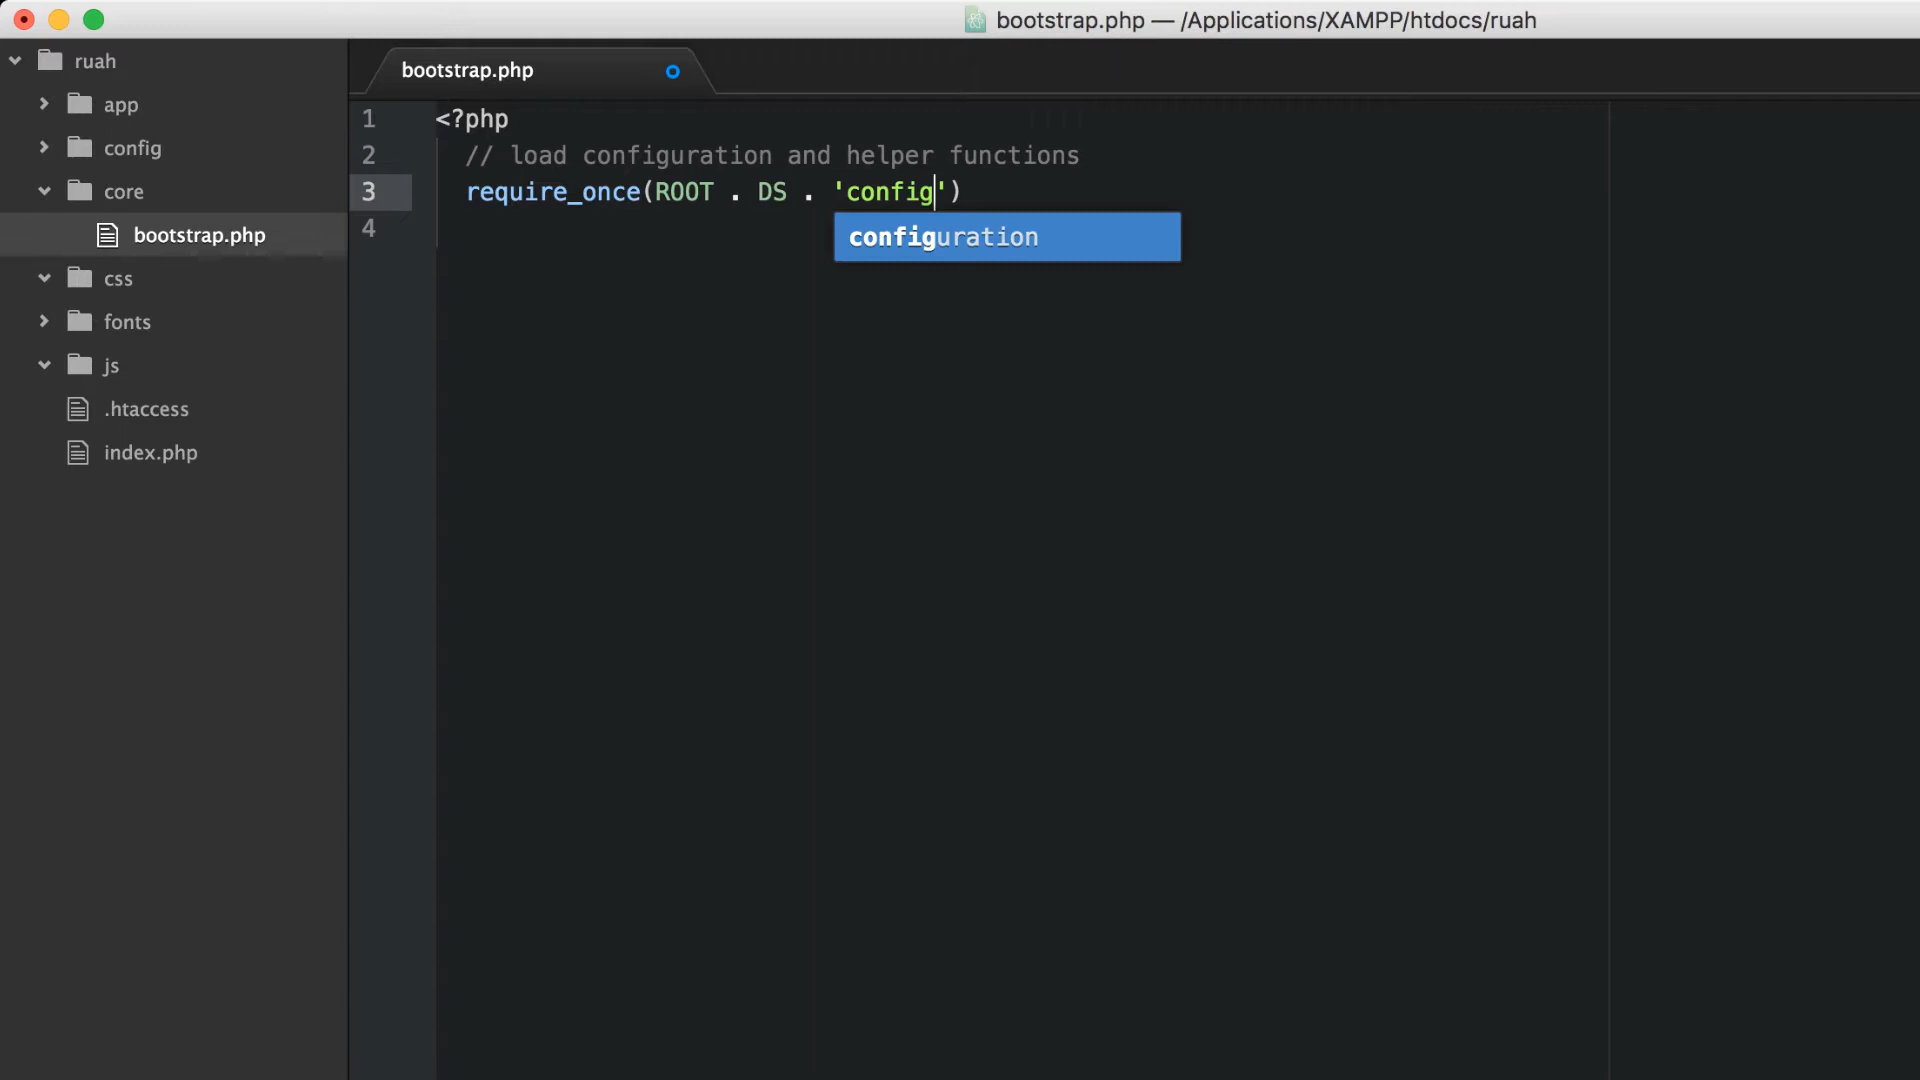 bootstrap.php — /Applications/XAMPP/htdocs/ruah
ruah
app
config
core
bootstrap.php
css
fonts
js
.htaccess
index.php
bootstrap.php
1 <?php
2 // load configuration and helper functions
3 require_once(ROOT . DS . 'config')
4
configuration